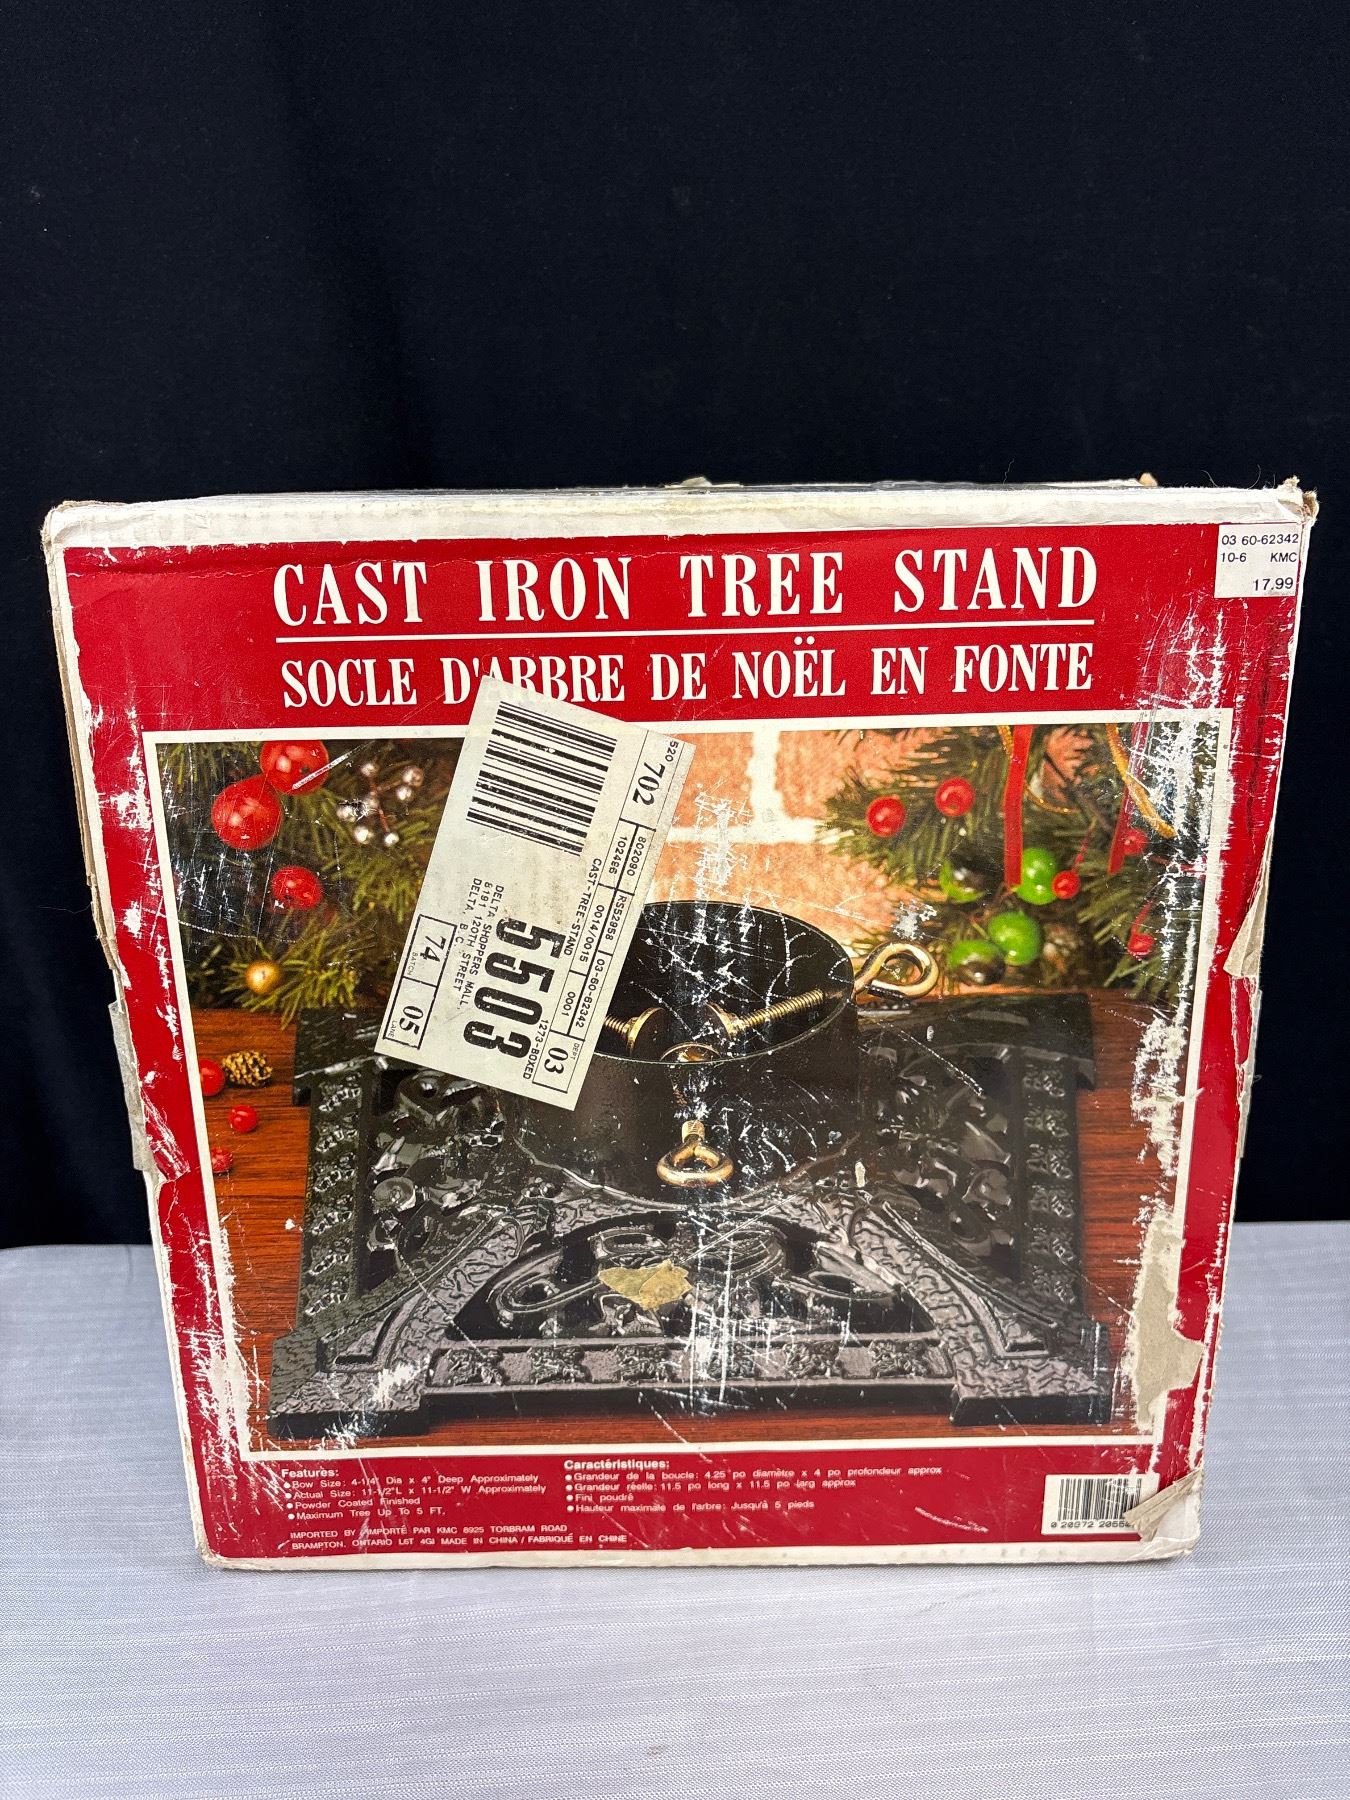 CAST IRON TREE STAND
SOCLE D'ARBRE DE NOËL EN FONTE
03 60-62342
10-6 KMC
17.99
520 702
802090 RS52958 03-60-62342 DEPT 03
102466 0014/0015 0001
CAST-TREE-STAND 1273-BOXED
5503
DELTA SHOPPERS MALL,
6191 120TH STREET
DELTA, B.C.
74 BATCH 05 LANE
Features:
●Bow Size: 4-1/4" Dia x 4" Deep Approximately
●Actual Size: 11-1/2"L x 11-1/2" W Approximately
●Powder Coated Finished
●Maximum Tree Up To 5 FT.
IMPORTED BY / IMPORTÉ PAR KMC 8925 TORBRAM ROAD
BRAMPTON, ONTARIO L6T 4G1 MADE IN CHINA / FABRIQUÉ EN CHINE
Caractéristiques:
●Grandeur de la boucle: 4.25 po diamètre x 4 po profondeur approx
●Grandeur réelle: 11.5 po long x 11.5 po larg approx
●Fini poudré
●Hauteur maximale de l'arbre: Jusqu'à 5 pieds
0 20972